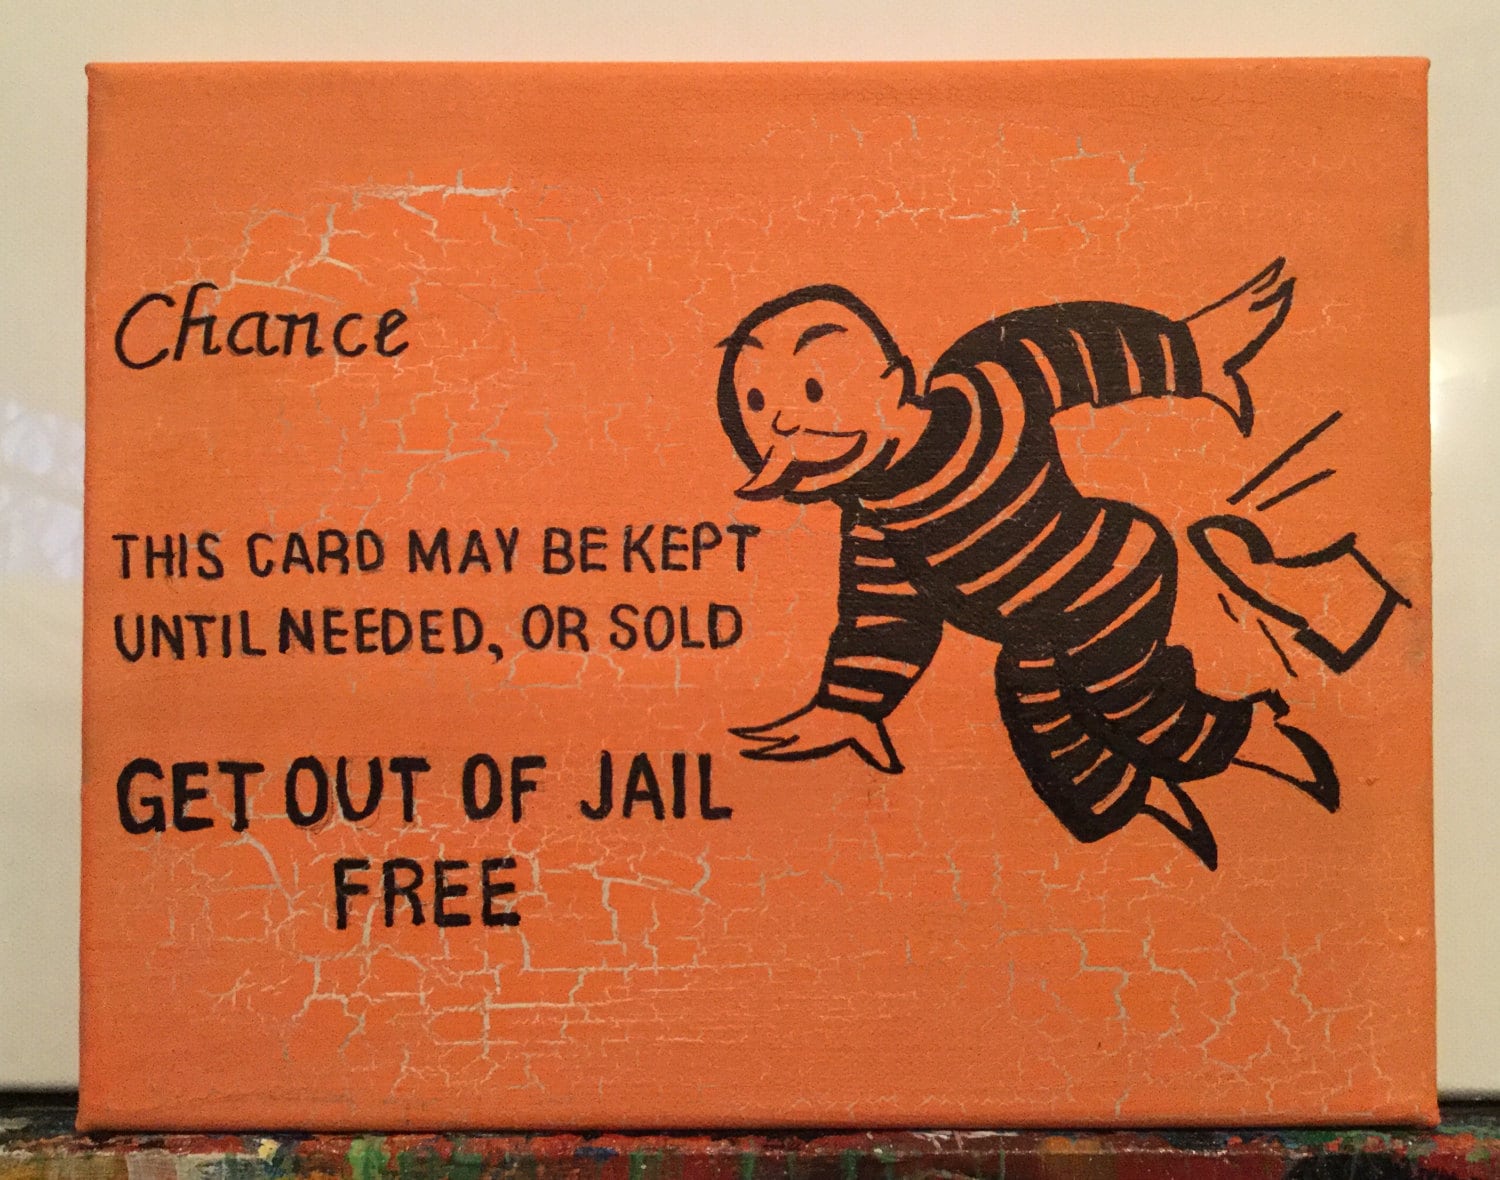 Chance
THIS CARD MAY BE KEPT
UNTIL NEEDED, OR SOLD
GET OUT OF JAIL
FREE